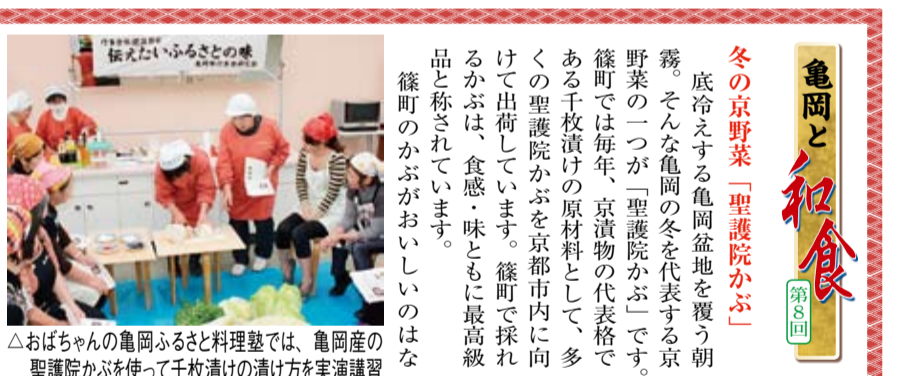 亀岡と
和食
第8回
冬の京野菜「聖護院かぶ」
底冷えする亀岡盆地を覆う朝
霧。そんな亀岡の冬を代表する京
野菜の一つが「聖護院かぶ」です。
篠町では毎年、京漬物の代表格で
ある千枚漬けの原材料として、多
くの聖護院かぶを京都市内に向
けて出荷しています。篠町で採れ
るかぶは、食感・味ともに最高級
品と称されています。
篠町のかぶがおいしいのはな
伝えたいふるさとの味
△おばちゃんの亀岡ふるさと料理塾では、亀岡産の
聖護院かぶを使って千枚漬けの漬け方を実演講習